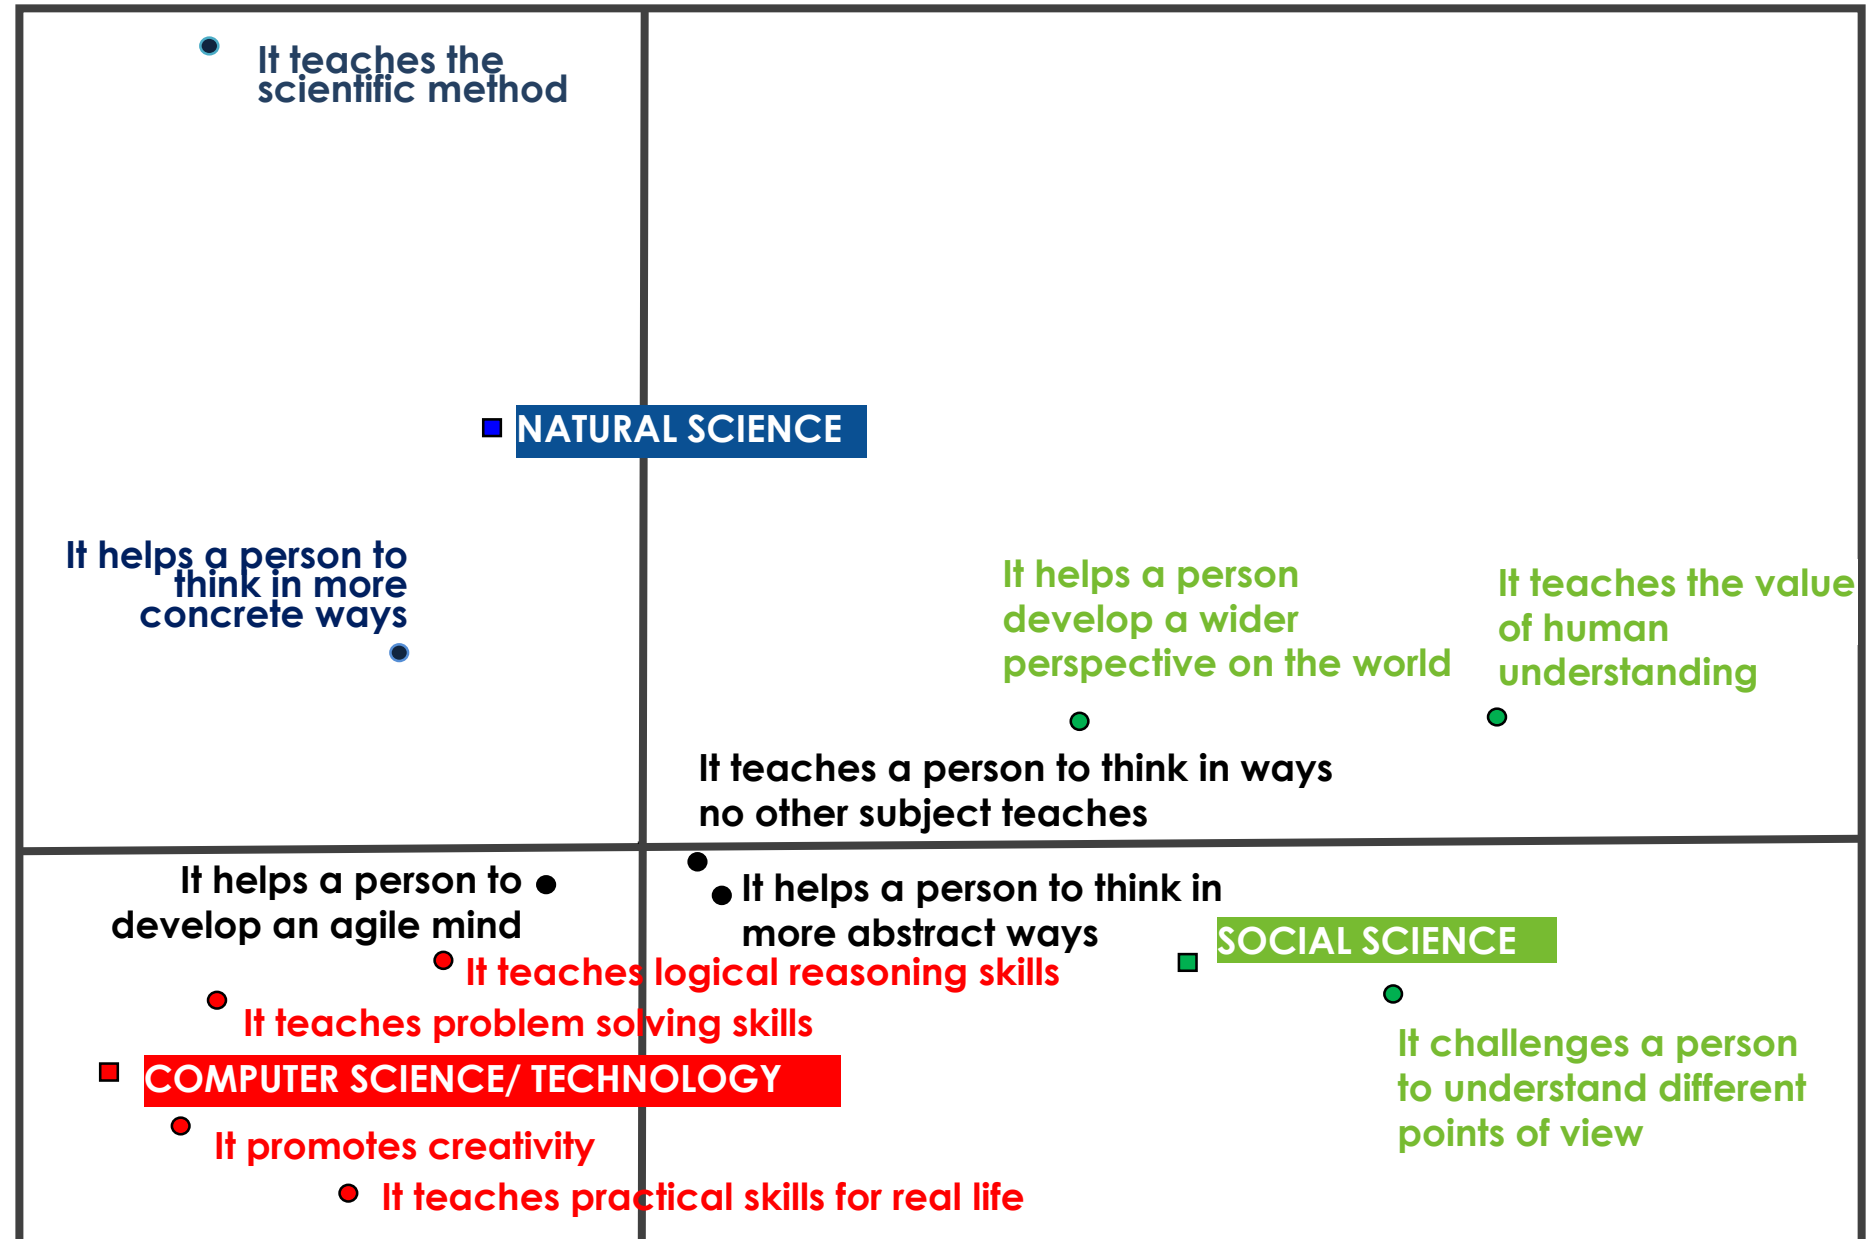 It teaches the
scientific method
NATURAL SCIENCE
It helps a person to
think in more
concrete ways
It helps a person
develop a wider
perspective on the world
It teaches the value
of human
understanding
It teaches a person to think in ways
no other subject teaches
It helps a person to
develop an agile mind
It helps a person to think in
more abstract ways
SOCIAL SCIENCE
It teaches logical reasoning skills
It teaches problem solving skills
COMPUTER SCIENCE/ TECHNOLOGY
It challenges a person
to understand different
points of view
It promotes creativity
It teaches practical skills for real life